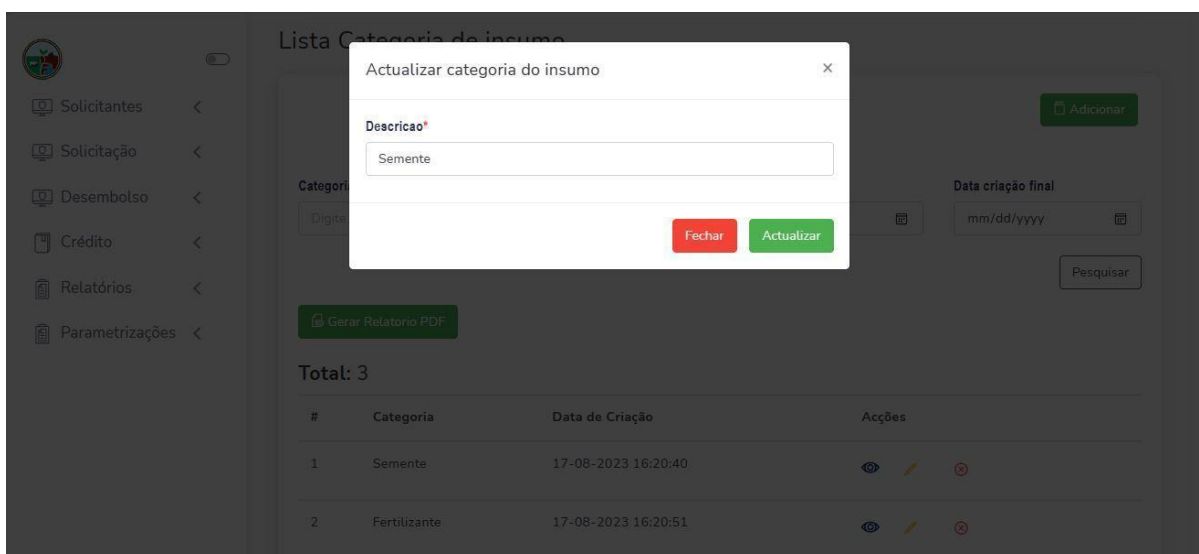 Lista Categoria de insumo
Actualizar categoria do insumo
×
Descricao*
Semente
Fechar
Actualizar
Solicitantes
Solicitação
Desembolso
Crédito
Relatórios
Parametrizações
Adicionar
Data criação final
Digite
mm/dd/yyyy
Pesquisar
Gerar Relatorio PDF
Total: 3
# Categoria Data de Criação Acções
1 Semente 17-08-2023 16:20:40
2 Fertilizante 17-08-2023 16:20:51